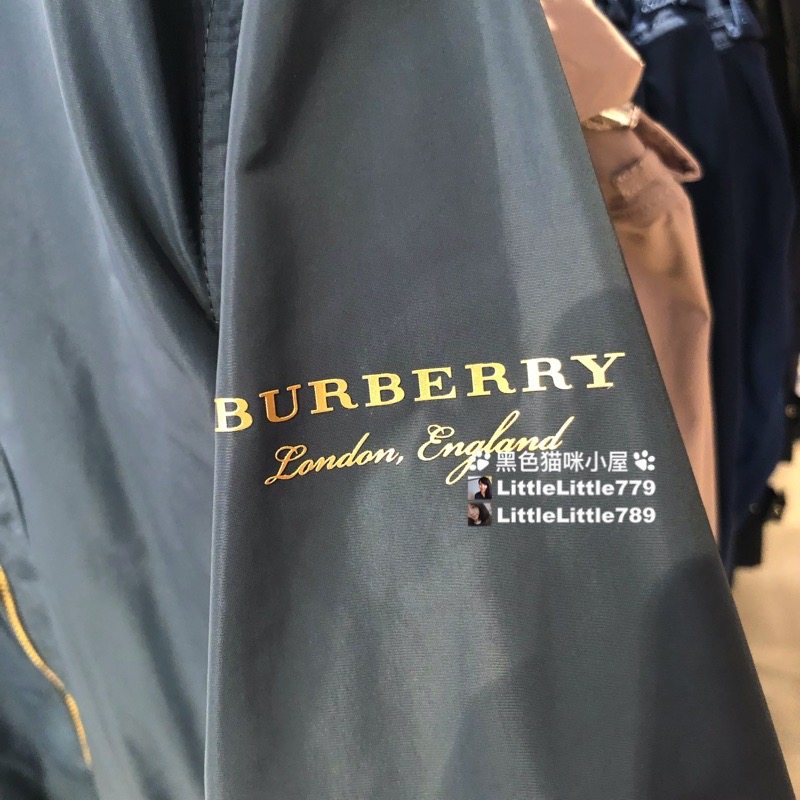 BURBERRY
London, England
黑色猫咪小屋
LittleLittle779
LittleLittle789